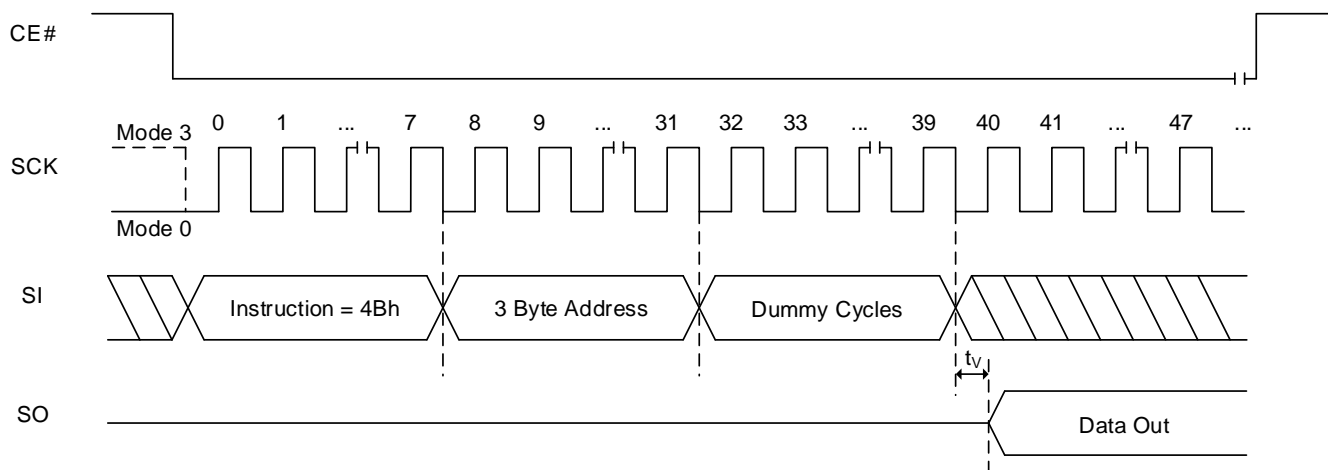 CE#
Mode 3 0 1 ... 7 8 9 ... 31 32 33 ... 39 40 41 ... 47 ...
SCK
Mode 0
SI Instruction = 4Bh 3 Byte Address Dummy Cycles
tV
SO Data Out